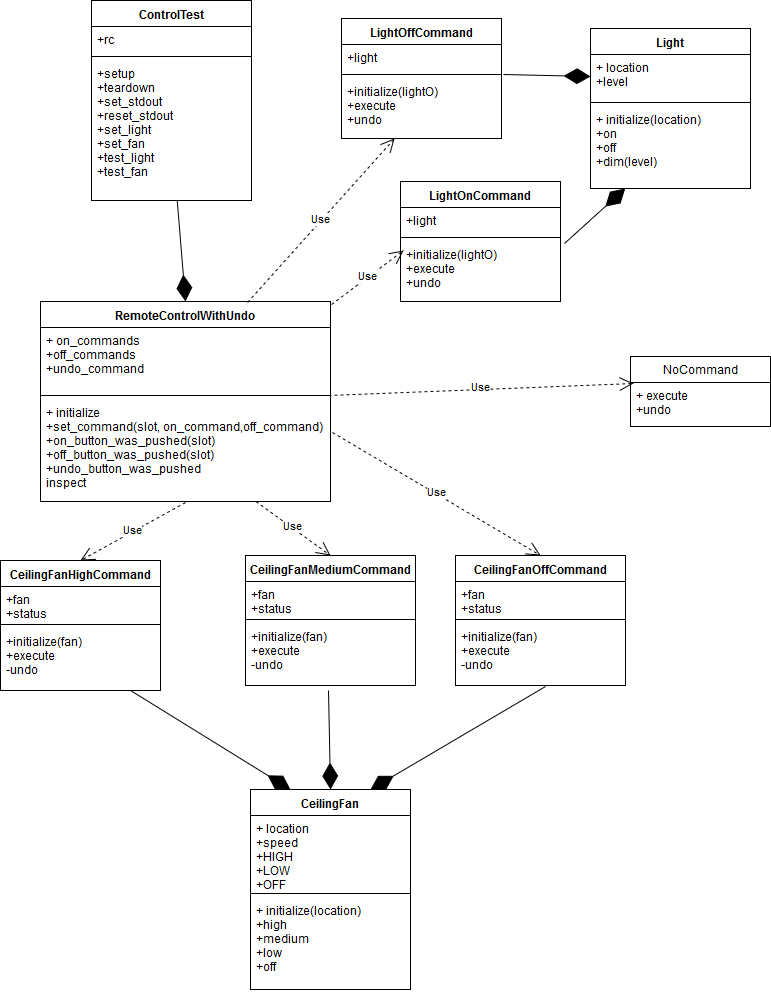 ControlTest
+rc
+setup
+teardown
+set_stdout
+reset_stdout
+set_light
+set_fan
+test_light
+test_fan
LightOffCommand
+light
+initialize(lightO)
+execute
+undo
Light
+ location
+level
+ initialize(location)
+on
+off
+dim(level)
LightOnCommand
+light
+initialize(lightO)
+execute
+undo
Use
Use
RemoteControlWithUndo
+ on_commands
+off_commands
+undo_command
+ initialize
+set_command(slot, on_command,off_command)
+on_button_was_pushed(slot)
+off_button_was_pushed(slot)
+undo_button_was_pushed
inspect
Use
NoCommand
+ execute
+undo
Use
Use
Use
CeilingFanHighCommand
+fan
+status
+initialize(fan)
+execute
-undo
CeilingFanMediumCommand
+fan
+status
+initialize(fan)
+execute
-undo
CeilingFanOffCommand
+fan
+status
+initialize(fan)
+execute
-undo
CeilingFan
+ location
+speed
+HIGH
+LOW
+OFF
+ initialize(location)
+high
+medium
+low
+off